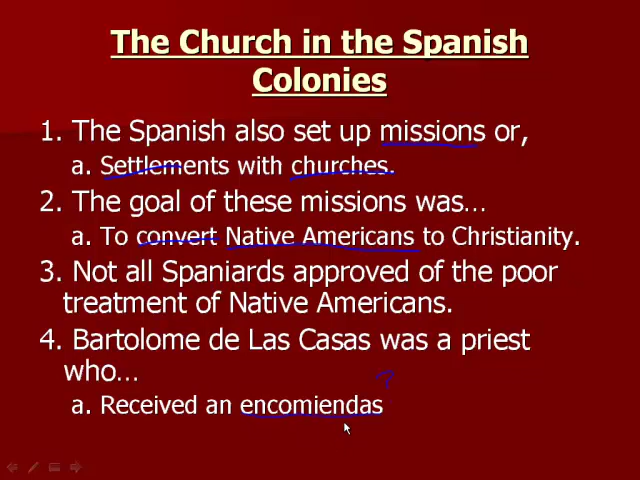 The Church in the Spanish
Colonies
1. The Spanish also set up missions or,
a. Settlements with churches.
2. The goal of these missions was…
a. To convert Native Americans to Christianity.
3. Not all Spaniards approved of the poor
treatment of Native Americans.
4. Bartolome de Las Casas was a priest
who…
?
a. Received an encomiendas